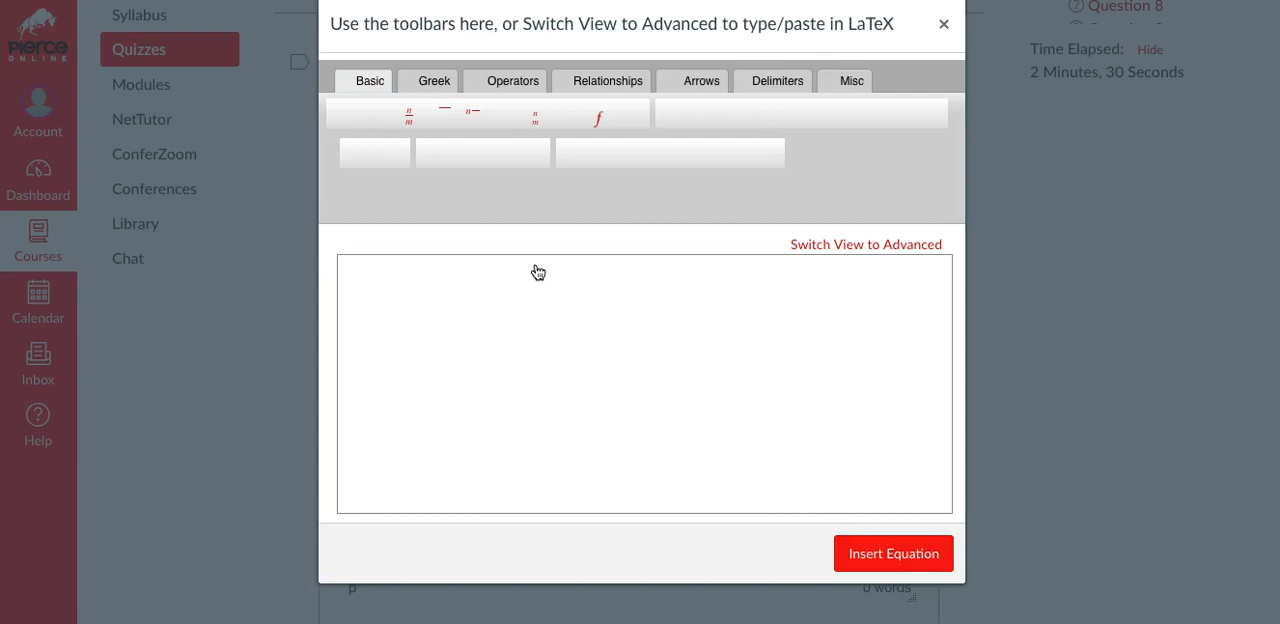 Use the toolbars here, or Switch View to Advanced to type/paste in LaTeX ×
Basic Greek Operators Relationships Arrows Delimiters Misc
n
m
n
n
m
f
Switch View to Advanced
Insert Equation
p 0 words
PIERCE
ONLINE
Account
Dashboard
Courses
Calendar
Inbox
Help
Syllabus
Quizzes
Modules
NetTutor
ConferZoom
Conferences
Library
Chat
Question 8
Time Elapsed: Hide
2 Minutes, 30 Seconds